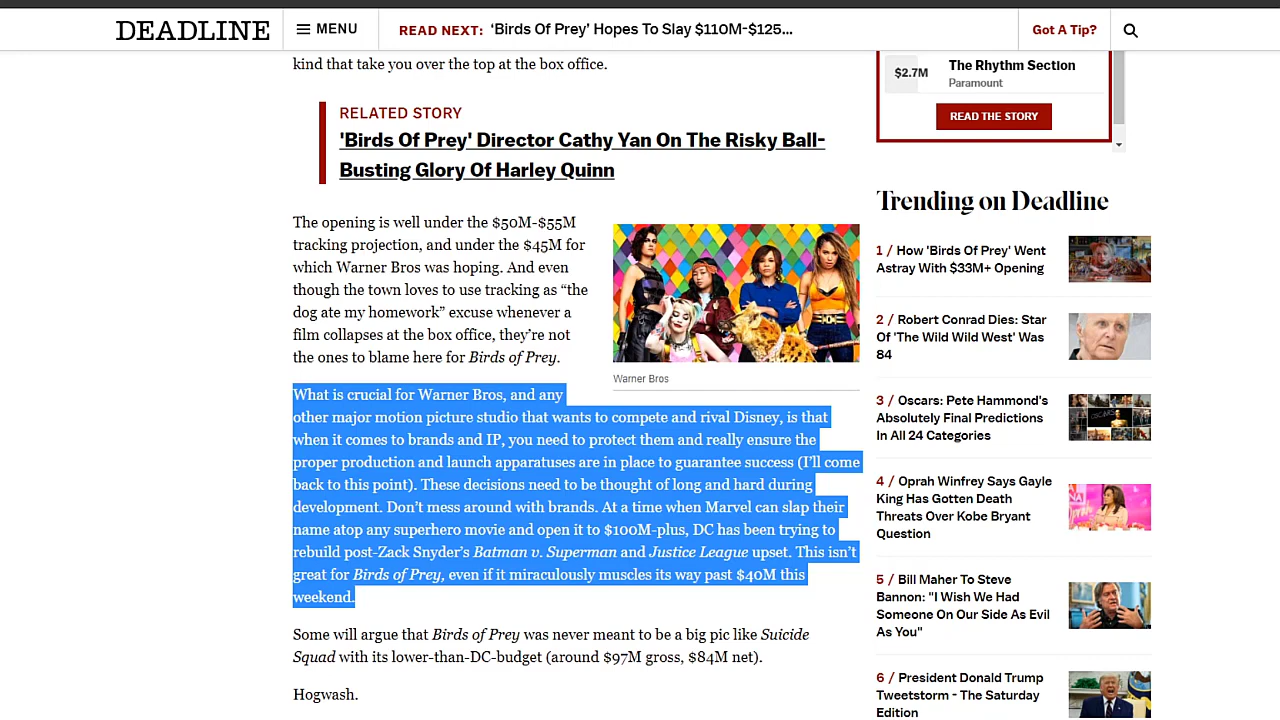 DEADLINE
MENU
READ NEXT: ‘Birds Of Prey’ Hopes To Slay $110M-$125...
Got A Tip?
kind that take you over the top at the box office.
RELATED STORY
'Birds Of Prey' Director Cathy Yan On The Risky Ball-
Busting Glory Of Harley Quinn
The opening is well under the $50M-$55M
tracking projection, and under the $45M for
which Warner Bros was hoping. And even
though the town loves to use tracking as “the
dog ate my homework” excuse whenever a
film collapses at the box office, they’re not
the ones to blame here for Birds of Prey.
Warner Bros
What is crucial for Warner Bros, and any
other major motion picture studio that wants to compete and rival Disney, is that
when it comes to brands and IP, you need to protect them and really ensure the
proper production and launch apparatuses are in place to guarantee success (I’ll come
back to this point). These decisions need to be thought of long and hard during
development. Don’t mess around with brands. At a time when Marvel can slap their
name atop any superhero movie and open it to $100M-plus, DC has been trying to
rebuild post-Zack Snyder’s Batman v. Superman and Justice League upset. This isn’t
great for Birds of Prey, even if it miraculously muscles its way past $40M this
weekend.
Some will argue that Birds of Prey was never meant to be a big pic like Suicide
Squad with its lower-than-DC-budget (around $97M gross, $84M net).
Hogwash.
$2.7M
The Rhythm Section
Paramount
READ THE STORY
Trending on Deadline
1 / How 'Birds Of Prey' Went
Astray With $33M+ Opening
2 / Robert Conrad Dies: Star
Of 'The Wild Wild West' Was
84
3 / Oscars: Pete Hammond's
Absolutely Final Predictions
In All 24 Categories
4 / Oprah Winfrey Says Gayle
King Has Gotten Death
Threats Over Kobe Bryant
Question
5 / Bill Maher To Steve
Bannon: "I Wish We Had
Someone On Our Side As Evil
As You"
6 / President Donald Trump
Tweetstorm - The Saturday
Edition